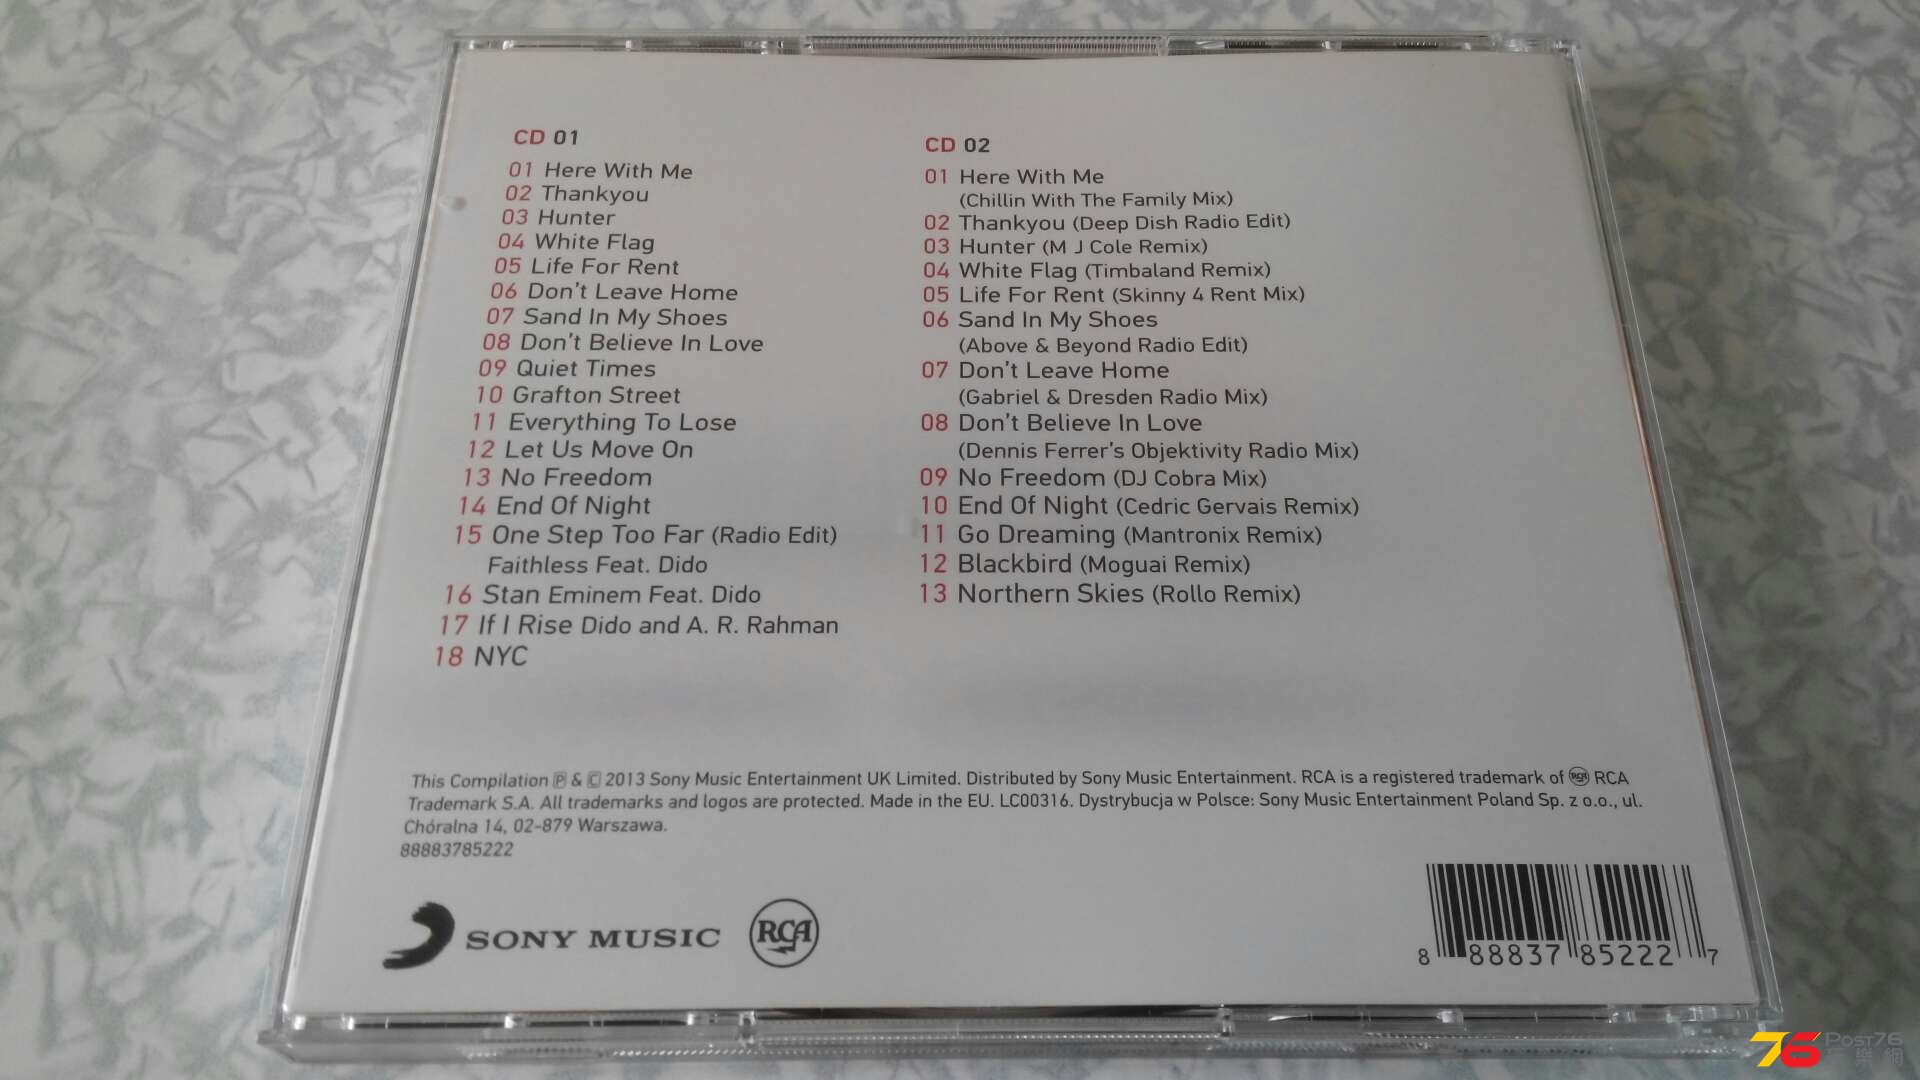 CD 01
01 Here With Me
02 Thankyou
03 Hunter
04 White Flag
05 Life For Rent
06 Don't Leave Home
07 Sand In My Shoes
08 Don't Believe In Love
09 Quiet Times
10 Grafton Street
11 Everything To Lose
12 Let Us Move On
13 No Freedom
14 End Of Night
15 One Step Too Far (Radio Edit)
Faithless Feat. Dido
16 Stan Eminem Feat. Dido
17 If I Rise Dido and A. R. Rahman
18 NYC
CD 02
01 Here With Me
(Chillin With The Family Mix)
02 Thankyou (Deep Dish Radio Edit)
03 Hunter (M J Cole Remix)
04 White Flag (Timbaland Remix)
05 Life For Rent (Skinny 4 Rent Mix)
06 Sand In My Shoes
(Above & Beyond Radio Edit)
07 Don't Leave Home
(Gabriel & Dresden Radio Mix)
08 Don't Believe In Love
(Dennis Ferrer's Objektivity Radio Mix)
09 No Freedom (DJ Cobra Mix)
10 End Of Night (Cedric Gervais Remix)
11 Go Dreaming (Mantronix Remix)
12 Blackbird (Moguai Remix)
13 Northern Skies (Rollo Remix)
This Compilation ℗ & © 2013 Sony Music Entertainment UK Limited. Distributed by Sony Music Entertainment. RCA is a registered trademark of RCA RCA
Trademark S.A. All trademarks and logos are protected. Made in the EU. LC00316. Dystrybucja w Polsce: Sony Music Entertainment Poland Sp. z o.o., ul.
Chóralna 14, 02-879 Warszawa.
88883785222
SONY MUSIC RCA
8 88837 85222 7
76 Post76
樂網